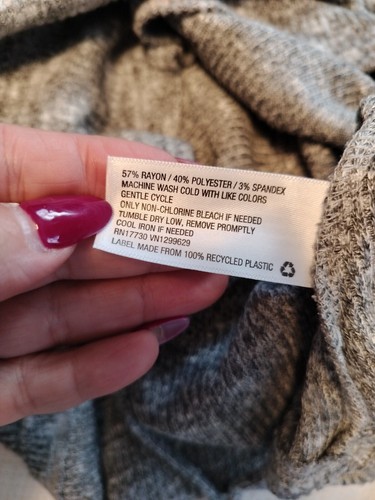 57% RAYON / 40% POLYESTER / 3% SPANDEX
MACHINE WASH COLD WITH LIKE COLORS
GENTLE CYCLE
ONLY NON-CHLORINE BLEACH IF NEEDED
TUMBLE DRY LOW, REMOVE PROMPTLY
COOL IRON IF NEEDED
RN17730 VN1299629
LABEL MADE FROM 100% RECYCLED PLASTIC